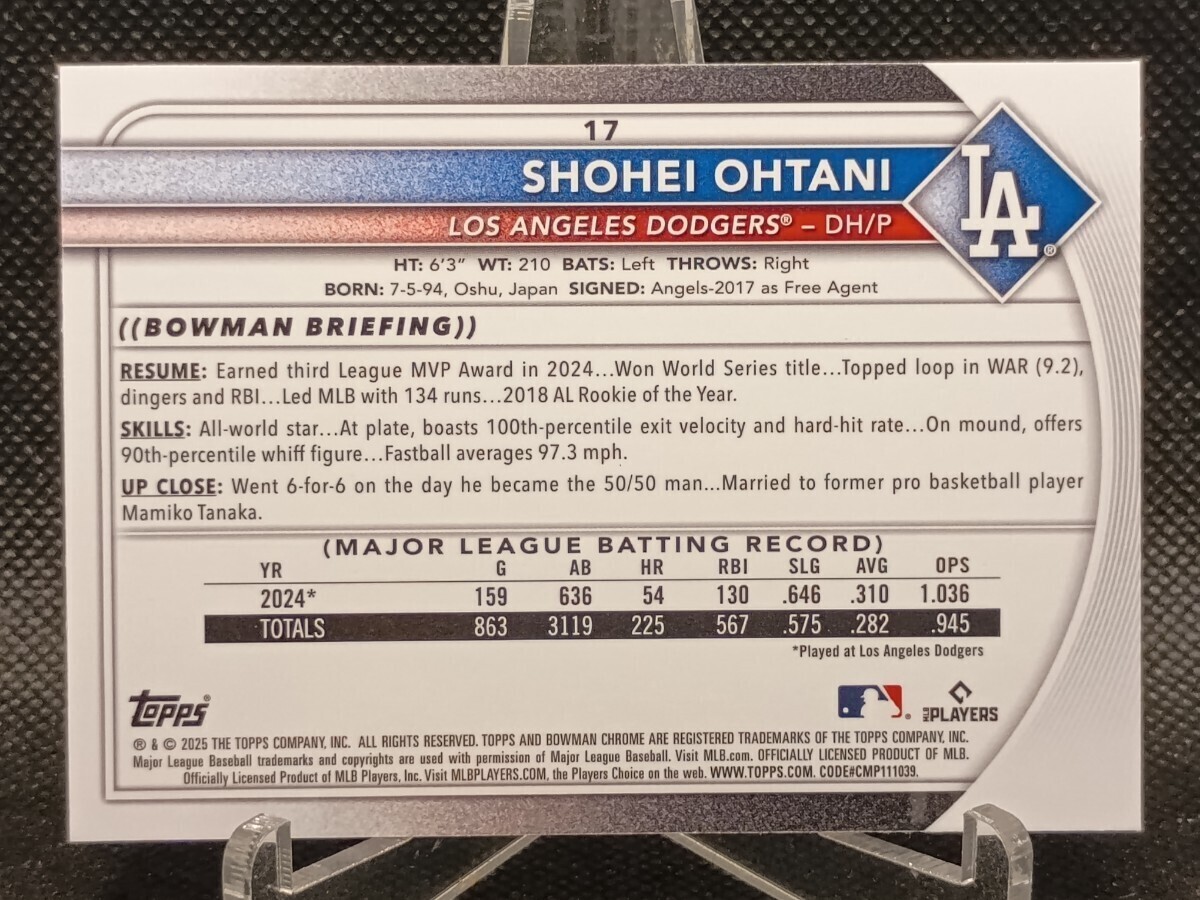 17
SHOHEI OHTANI
LOS ANGELES DODGERS® – DH/P
LA®
HT: 6'3" WT: 210 BATS: Left THROWS: Right
BORN: 7-5-94, Oshu, Japan SIGNED: Angels-2017 as Free Agent
((BOWMAN BRIEFING))
RESUME: Earned third League MVP Award in 2024...Won World Series title...Topped loop in WAR (9.2),
dingers and RBI...Led MLB with 134 runs...2018 AL Rookie of the Year.
SKILLS: All-world star...At plate, boasts 100th-percentile exit velocity and hard-hit rate...On mound, offers
90th-percentile whiff figure...Fastball averages 97.3 mph.
UP CLOSE: Went 6-for-6 on the day he became the 50/50 man...Married to former pro basketball player
Mamiko Tanaka.
(MAJOR LEAGUE BATTING RECORD)
YR G AB HR RBI SLG AVG OPS
2024* 159 636 54 130 .646 .310 1.036
TOTALS 863 3119 225 567 .575 .282 .945
*Played at Los Angeles Dodgers
TOPPS®
MLB PLAYERS
® & © 2025 THE TOPPS COMPANY, INC. ALL RIGHTS RESERVED. TOPPS AND BOWMAN CHROME ARE REGISTERED TRADEMARKS OF THE TOPPS COMPANY, INC.
Major League Baseball trademarks and copyrights are used with permission of Major League Baseball. Visit MLB.com. OFFICIALLY LICENSED PRODUCT OF MLB.
Officially Licensed Product of MLB Players, Inc. Visit MLBPLAYERS.COM, the Players Choice on the web. WWW.TOPPS.COM. CODE#CMP111039.